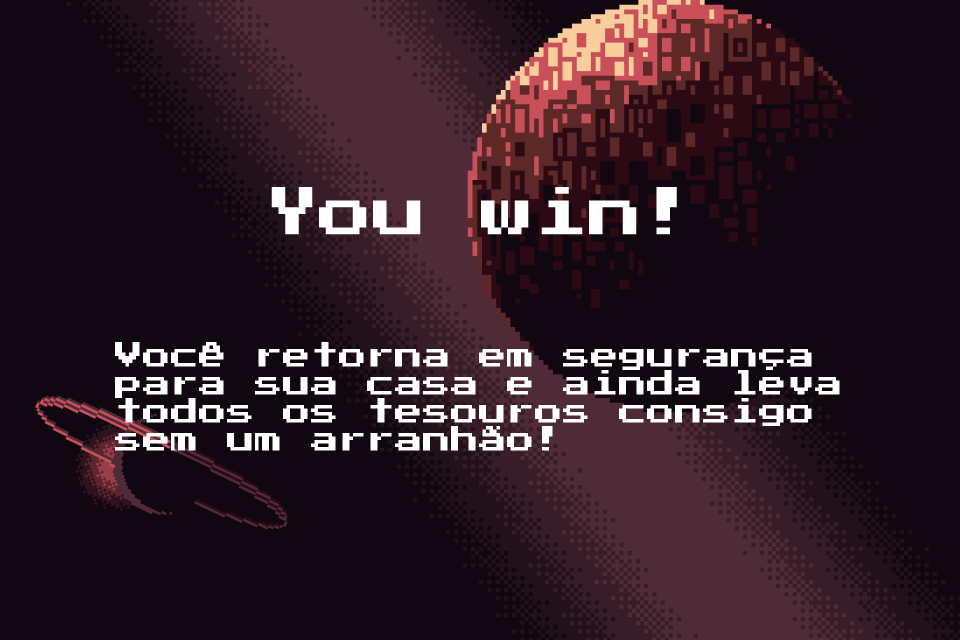 You win!
Você retorna em segurança
para sua casa e ainda leva
todos os tesouros consigo
sem um arranhão!